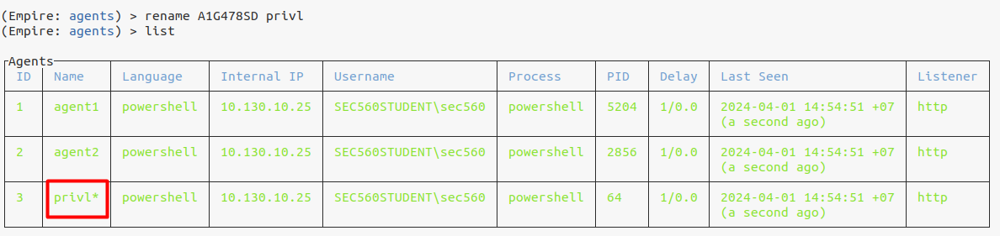 (Empire: agents) > rename A1G478SD privl
(Empire: agents) > list
Agents
ID Name Language Internal IP Username Process PID Delay Last Seen Listener
1 agent1 powershell 10.130.10.25 SEC560STUDENT\sec560 powershell 5204 1/0.0 2024-04-01 14:54:51 +07 http
(a second ago)
2 agent2 powershell 10.130.10.25 SEC560STUDENT\sec560 powershell 2856 1/0.0 2024-04-01 14:54:51 +07 http
(a second ago)
3 privl* powershell 10.130.10.25 SEC560STUDENT\sec560 powershell 64 1/0.0 2024-04-01 14:54:51 +07 http
(a second ago)